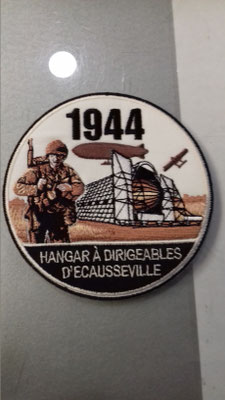 1944
HANGAR À DIRIGEABLES
D'ECAUSSEVILLE